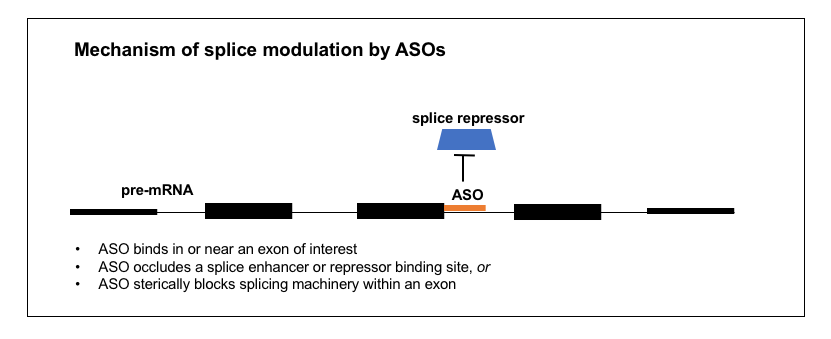 Mechanism of splice modulation by ASOs
splice repressor
ASO
pre-mRNA
• ASO binds in or near an exon of interest
• ASO occludes a splice enhancer or repressor binding site, or
• ASO sterically blocks splicing machinery within an exon